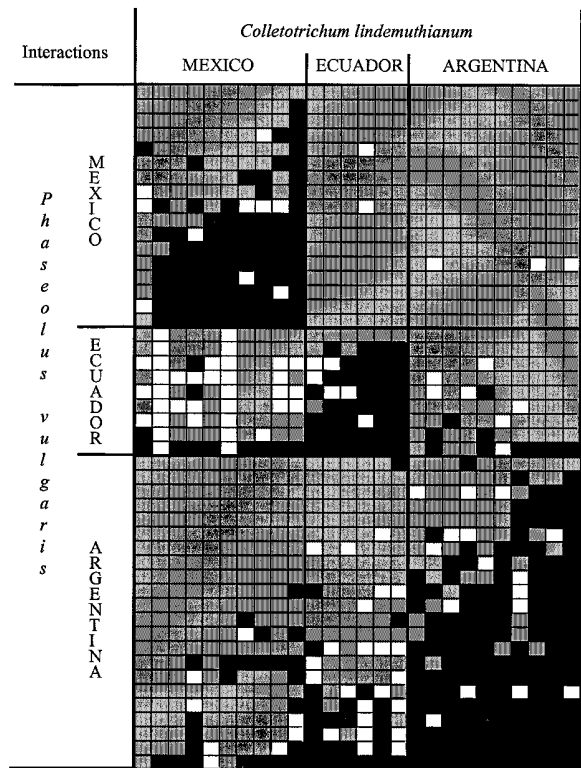 Colletotrichum lindemuthianum
Interactions
MEXICO
ECUADOR
ARGENTINA
Phaseolus vulgaris
MEXICO
ECUADOR
ARGENTINA